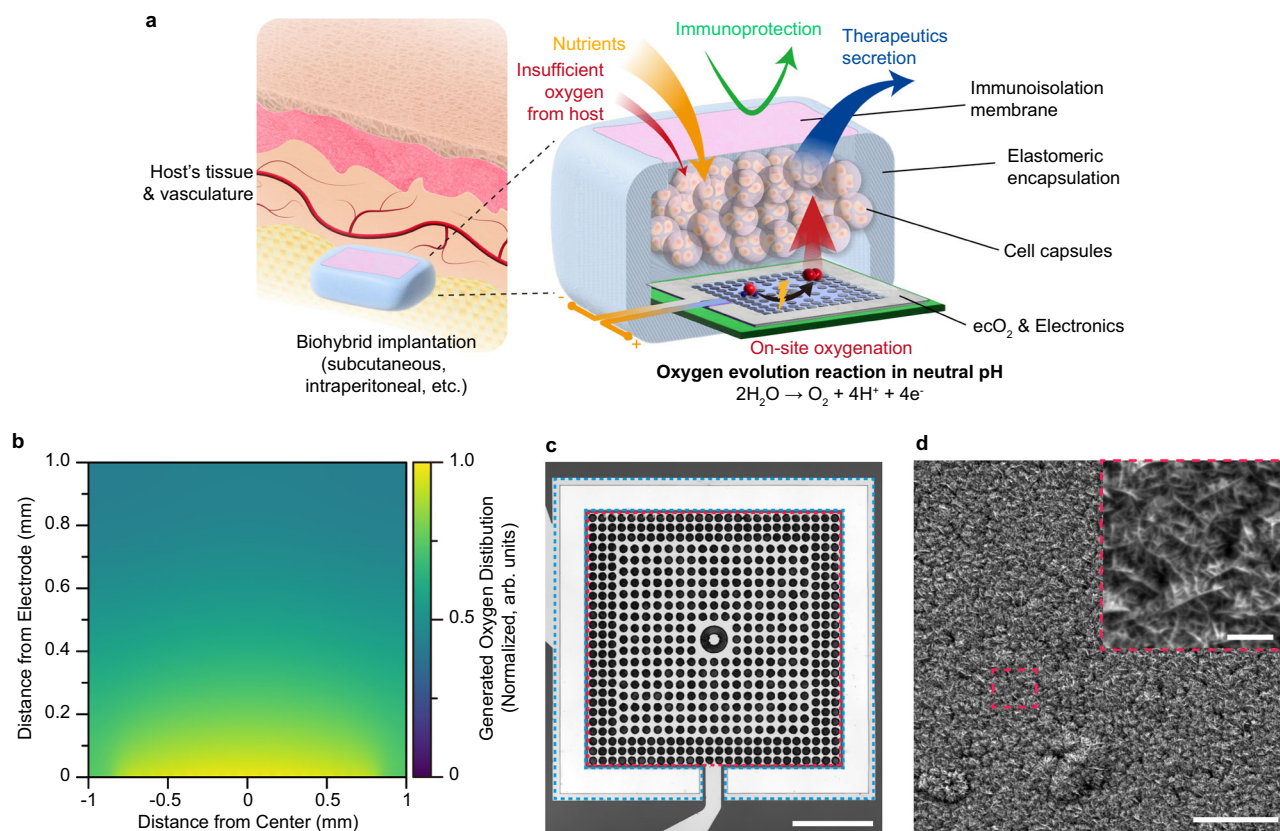 a
Nutrients
Insufficient
oxygen
from host
Immunoprotection
Therapeutics
secretion
Immunoisolation
membrane
Elastomeric
encapsulation
Cell capsules
ecO₂ & Electronics
Host's tissue
& vasculature
Biohybrid implantation
(subcutaneous,
intraperitoneal, etc.)
-
+
On-site oxygenation
Oxygen evolution reaction in neutral pH
2H₂O → O₂ + 4H⁺ + 4e⁻
b
Distance from Electrode (mm)
1.0
0.8
0.6
0.4
0.2
0
-1
-0.5
0
0.5
1
Distance from Center (mm)
1.0
0.5
0
Generated Oxygen Distibution
(Normalized, arb. units)
c
d